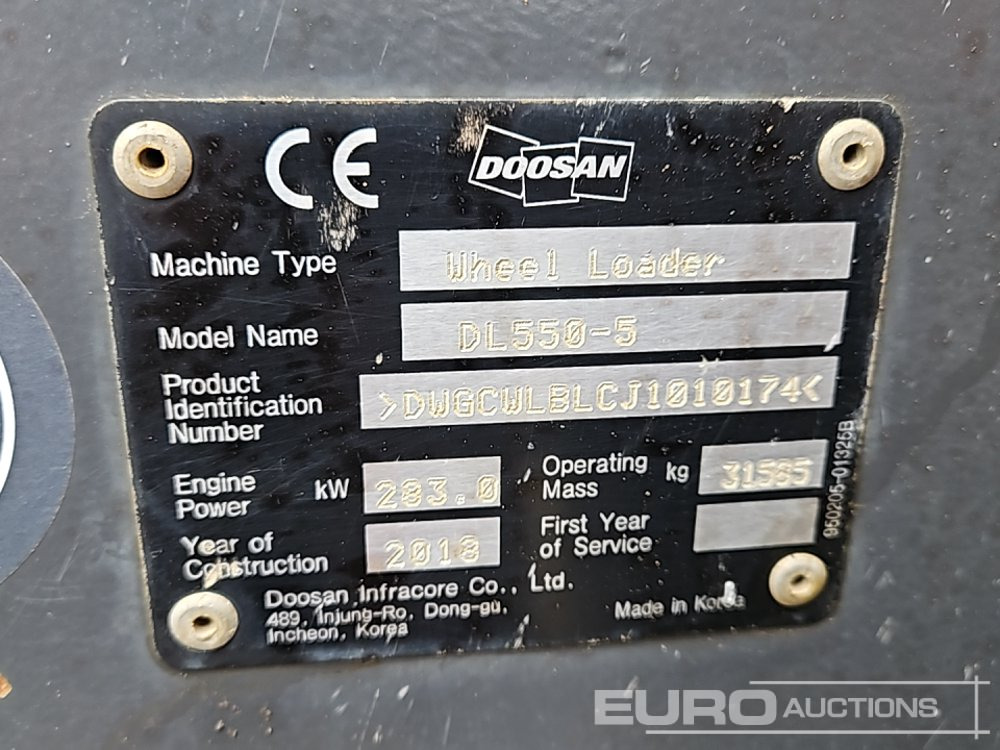 CE DOOSAN
Machine Type Wheel Loader
Model Name DL550-5
Product
Identification
Number >DWGCWLBLCJ1010174<
Engine
Power kW 283.0
Operating
Mass kg 31585
Year of
Construction 2018
First Year
of Service
Doosan Infracore Co., Ltd.
489, Injung-Ro, Dong-gu,
Incheon, Korea
Made in Korea
950205-01325B
EURO AUCTIONS